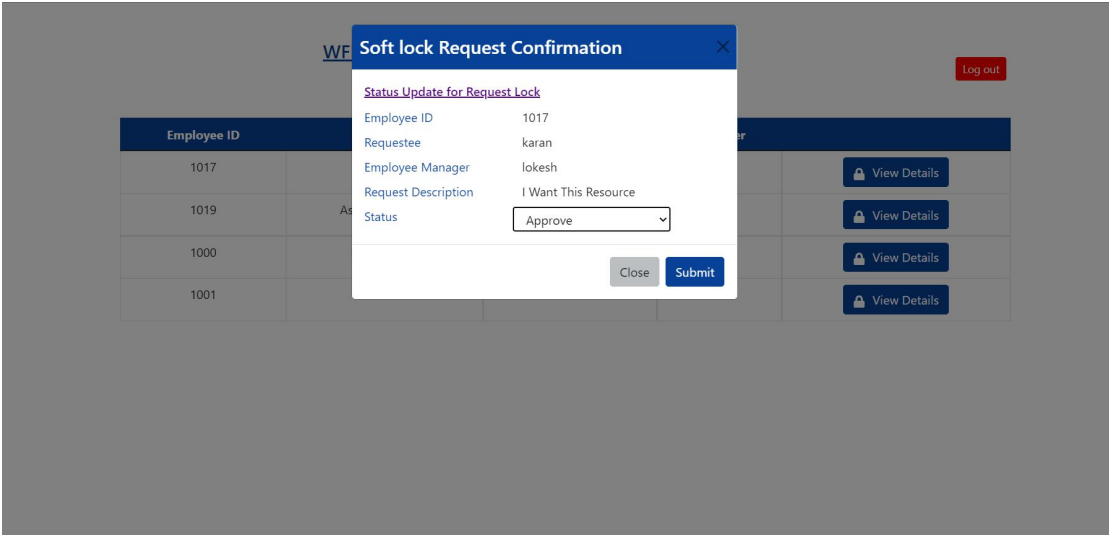 WF
Soft lock Request Confirmation
Log out
Status Update for Request Lock
Employee ID 1017
Requestee karan
Employee Manager lokesh
Request Description I Want This Resource
Status Approve
Close Submit
Employee ID er
1017 View Details
1019 As View Details
1000 View Details
1001 View Details